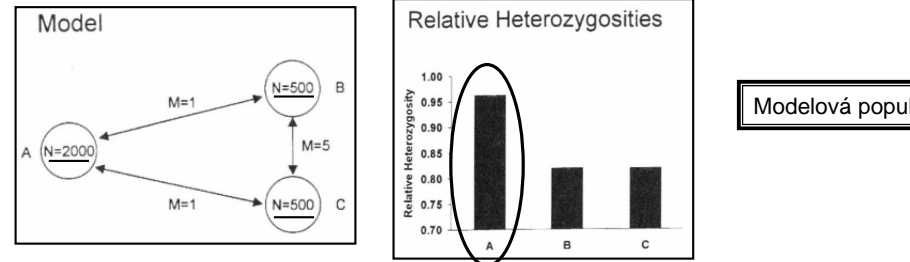 Model
N=500 B
M=1
A N=2000 M=5
M=1 N=500 C
Relative Heterozygosities
1.00
0.95
0.90
0.85
0.80
0.75
0.70
Relative Heterozygosity
A B C
Modelová